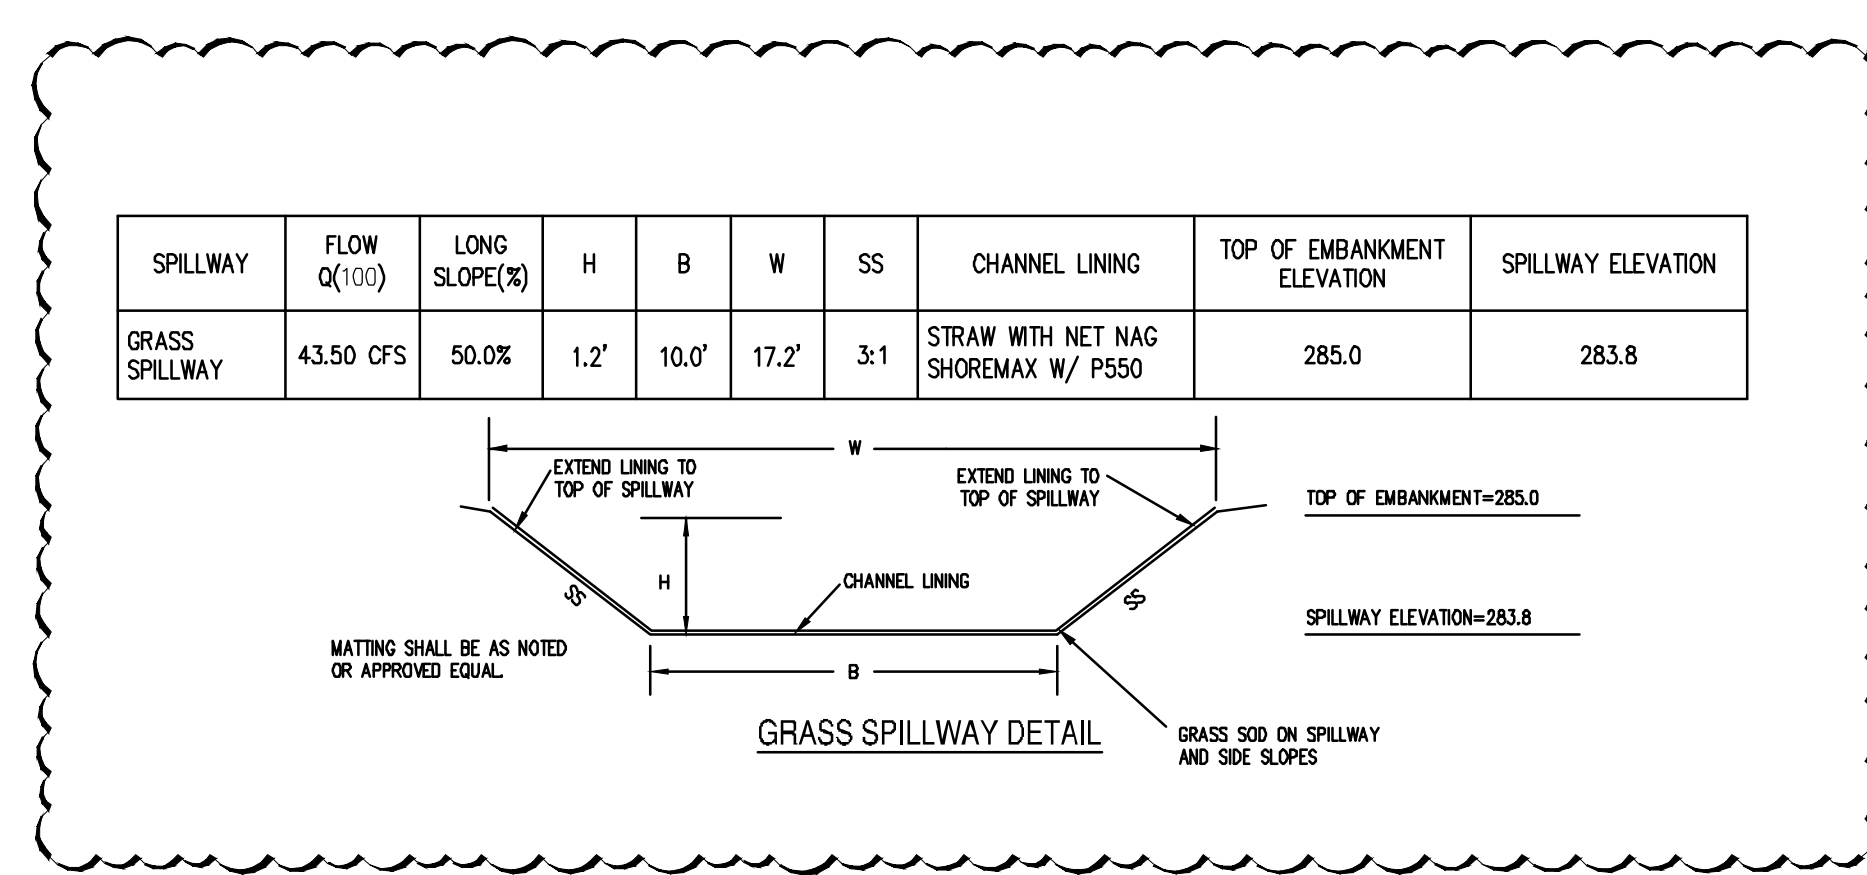 SPILLWAY
FLOW
Q(100)
LONG
SLOPE(%)
H
B
W
SS
CHANNEL LINING
TOP OF EMBANKMENT
ELEVATION
SPILLWAY ELEVATION
GRASS
SPILLWAY
43.50 CFS
50.0%
1.2'
10.0'
17.2'
3:1
STRAW WITH NET NAG
SHOREMAX W/ P550
285.0
283.8
W
EXTEND LINING TO
TOP OF SPILLWAY
EXTEND LINING TO
TOP OF SPILLWAY
TOP OF EMBANKMENT=285.0
H
CHANNEL LINING
SS
SS
SPILLWAY ELEVATION=283.8
MATTING SHALL BE AS NOTED
OR APPROVED EQUAL.
B
GRASS SPILLWAY DETAIL
GRASS SOD ON SPILLWAY
AND SIDE SLOPES